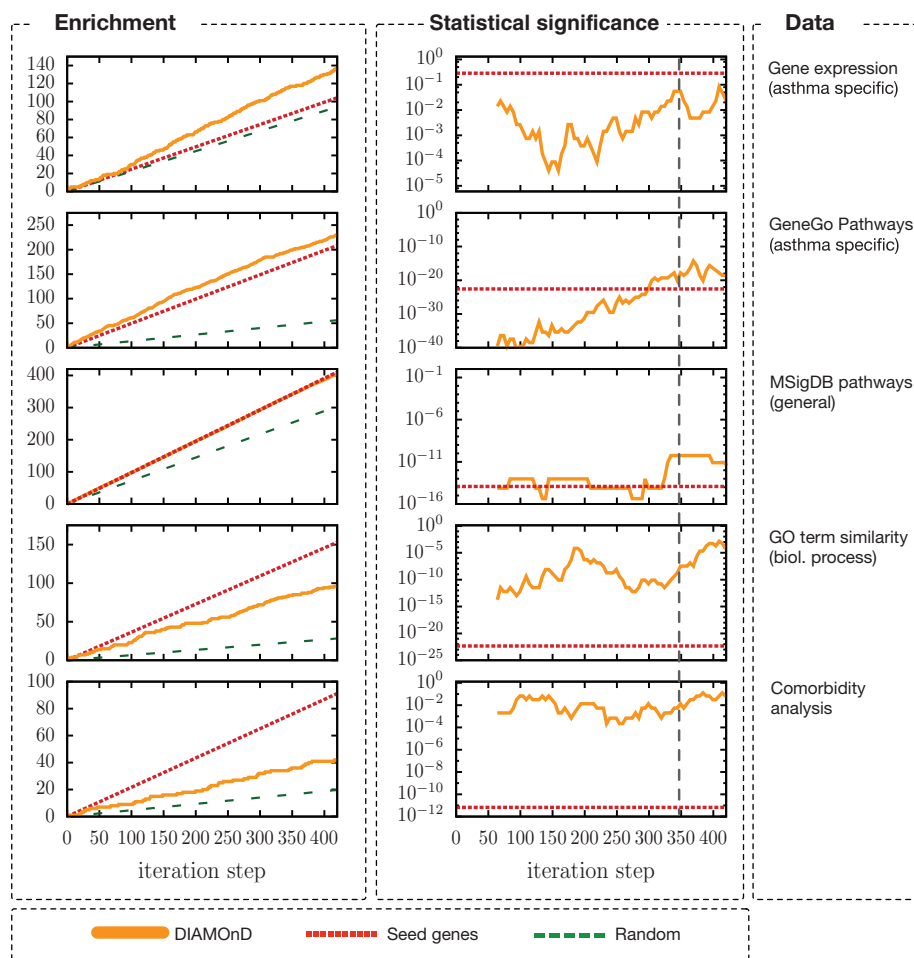 Enrichment
Statistical significance
Data
140
120
100
80
60
40
20
0
10^0
10^-1
10^-2
10^-3
10^-4
10^-5
Gene expression
(asthma specific)
250
200
150
100
50
0
10^0
10^-10
10^-20
10^-30
10^-40
GeneGo Pathways
(asthma specific)
400
300
200
100
0
10^-1
10^-6
10^-11
10^-16
MSigDB pathways
(general)
150
100
50
0
10^0
10^-5
10^-10
10^-15
10^-20
10^-25
GO term similarity
(biol. process)
100
80
60
40
20
0
10^0
10^-2
10^-4
10^-6
10^-8
10^-10
10^-12
Comorbidity
analysis
0 50 100 150 200 250 300 350 400
0 50 100 150 200 250 300 350 400
iteration step
iteration step
DIAMOnD
Seed genes
Random